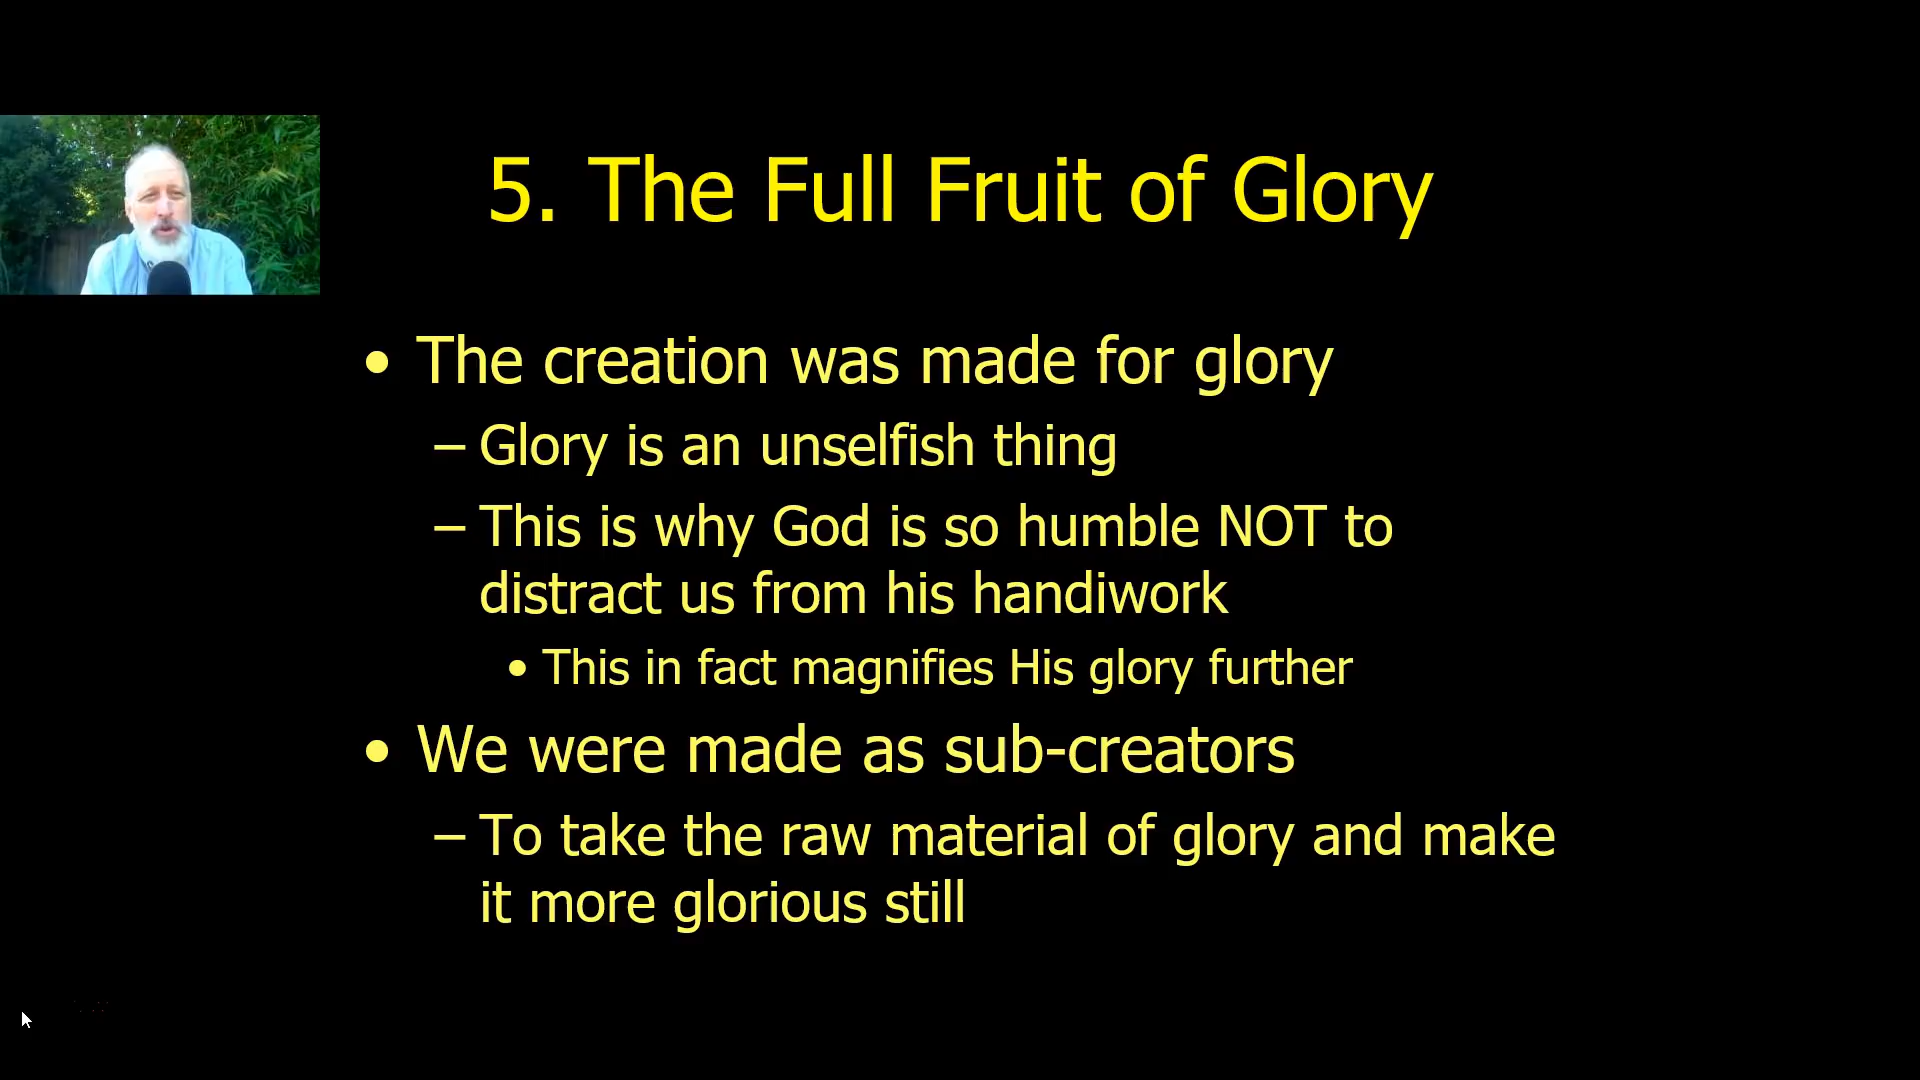 5. The Full Fruit of Glory
• The creation was made for glory
– Glory is an unselfish thing
– This is why God is so humble NOT to
distract us from his handiwork
• This in fact magnifies His glory further
• We were made as sub-creators
– To take the raw material of glory and make
it more glorious still